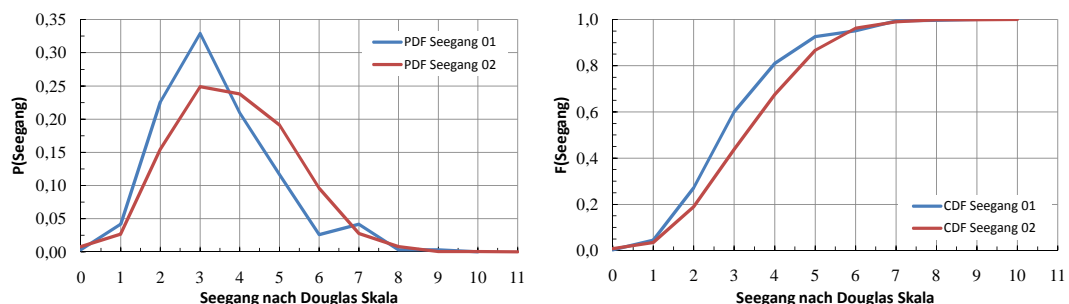 0,35
0,30
0,25
0,20
0,15
0,10
0,05
0,00
P(Seegang)
PDF Seegang 01
PDF Seegang 02
0 1 2 3 4 5 6 7 8 9 10 11
Seegang nach Douglas Skala
1,0
0,8
0,6
0,4
0,2
0,0
F(Seegang)
CDF Seegang 01
CDF Seegang 02
0 1 2 3 4 5 6 7 8 9 10 11
Seegang nach Douglas Skala